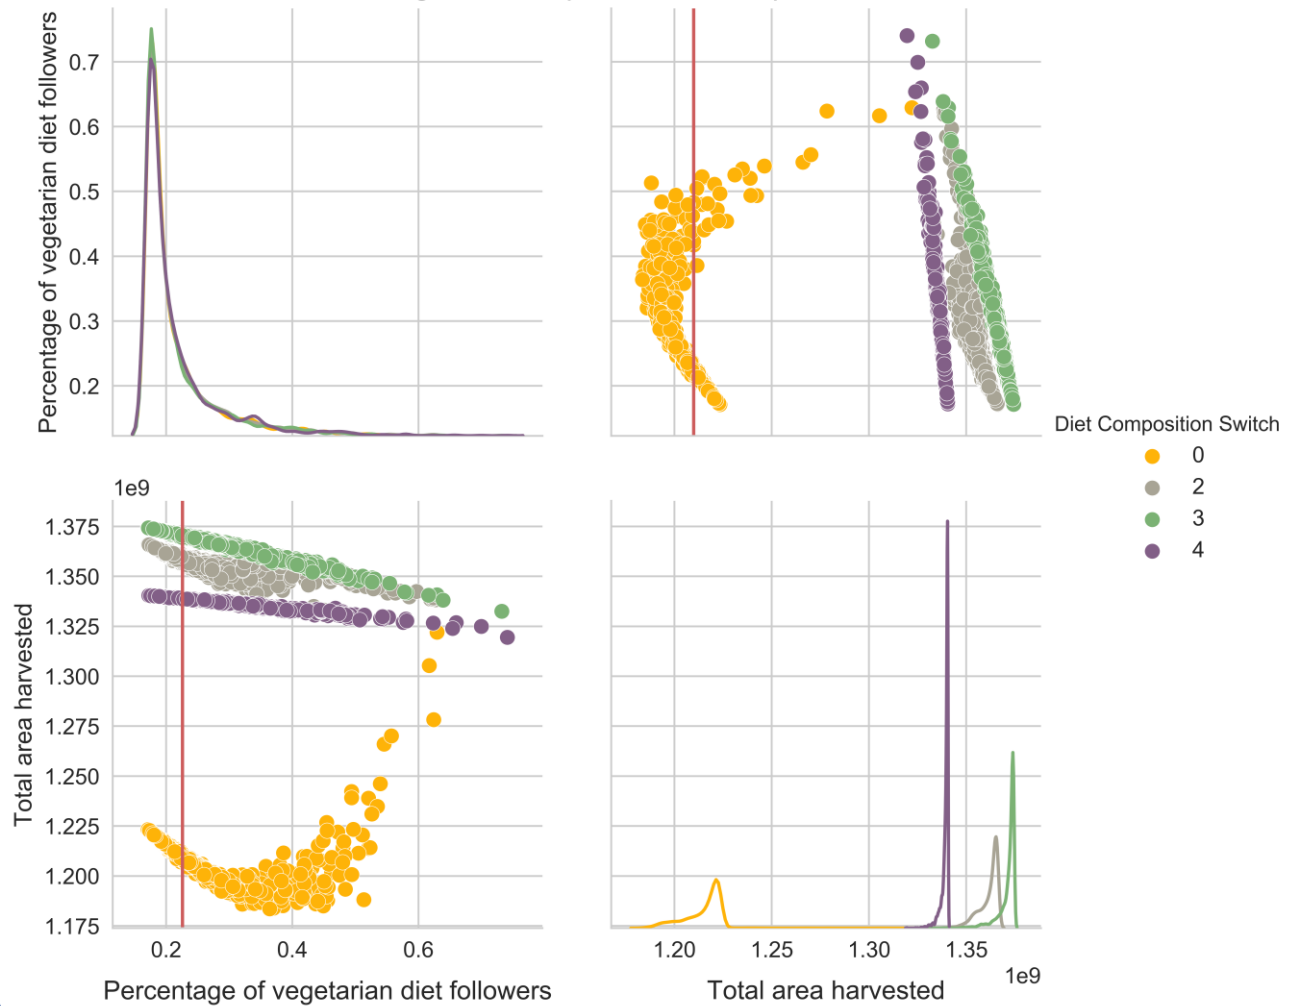 Percentage of vegetarian diet followers
0.7
0.6
0.5
0.4
0.3
0.2
Diet Composition Switch
0
2
3
4
1e9
Total area harvested
1.375
1.350
1.325
1.300
1.275
1.250
1.225
1.200
1.175
0.2 0.4 0.6
Percentage of vegetarian diet followers
1.20 1.25 1.30 1.35
1e9
Total area harvested